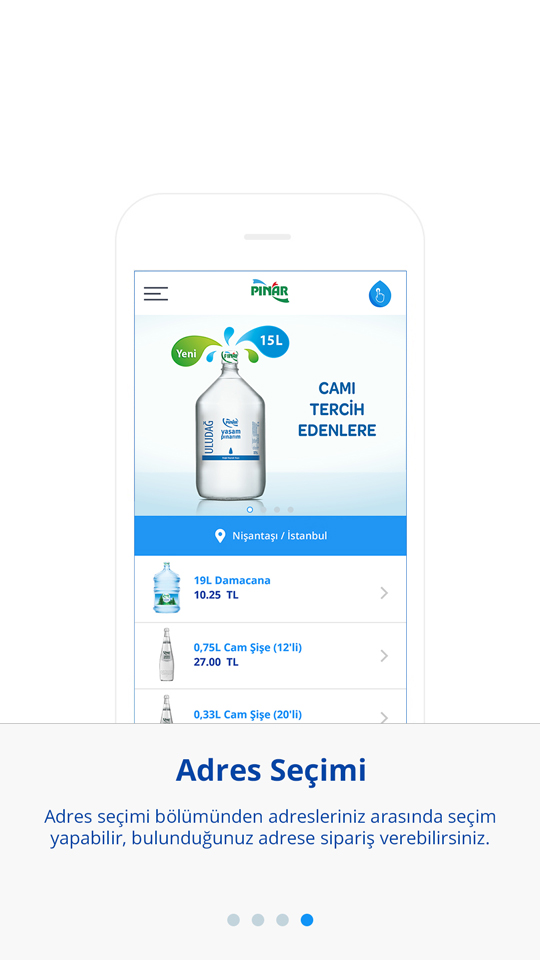 PINAR
Yeni
15L
PINAR
ULUDAĞ
yaşam
pınarım
CAMI
TERCİH
EDENLERE
Nişantaşı / İstanbul
19L Damacana
10.25 TL
0,75L Cam Şişe (12'li)
27.00 TL
0,33L Cam Şişe (20'li)
Adres Seçimi
Adres seçimi bölümünden adresleriniz arasında seçim
yapabilir, bulunduğunuz adrese sipariş verebilirsiniz.